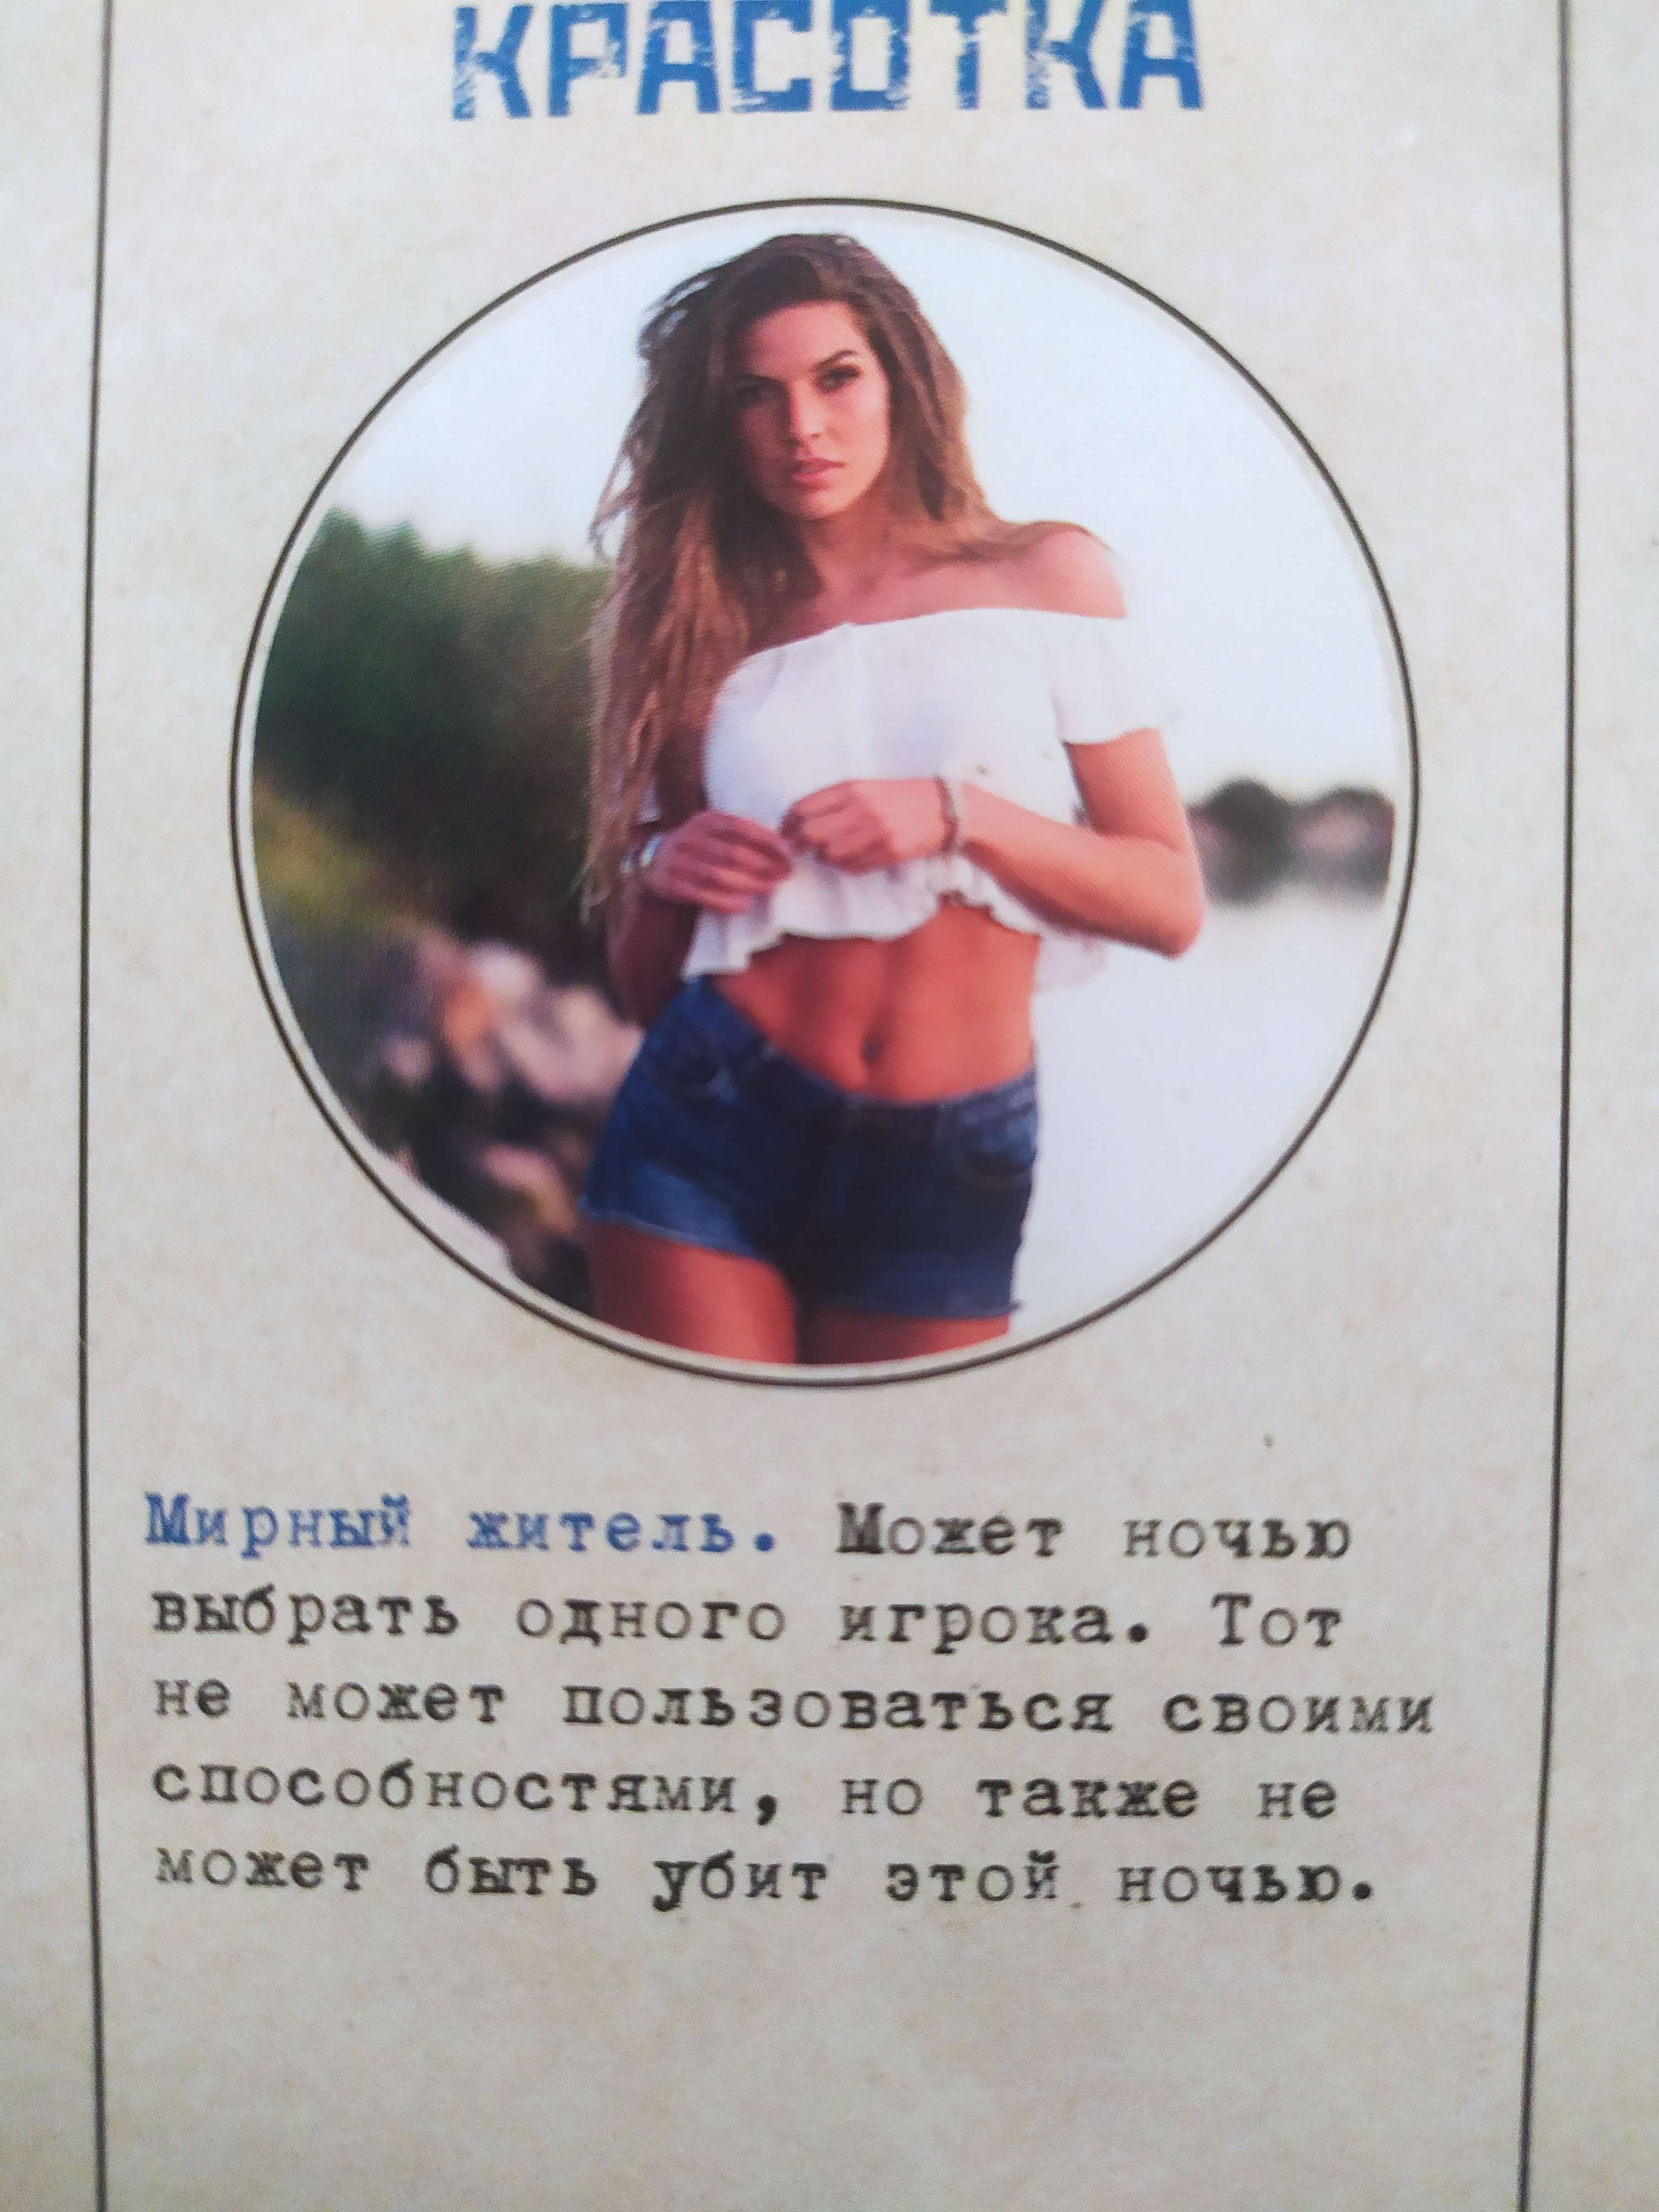 КРАСОТКА
Мирный житель. Может ночью
выбрать одного игрока. Тот
не может пользоваться своими
способностями, но также не
может быть убит этой ночью.